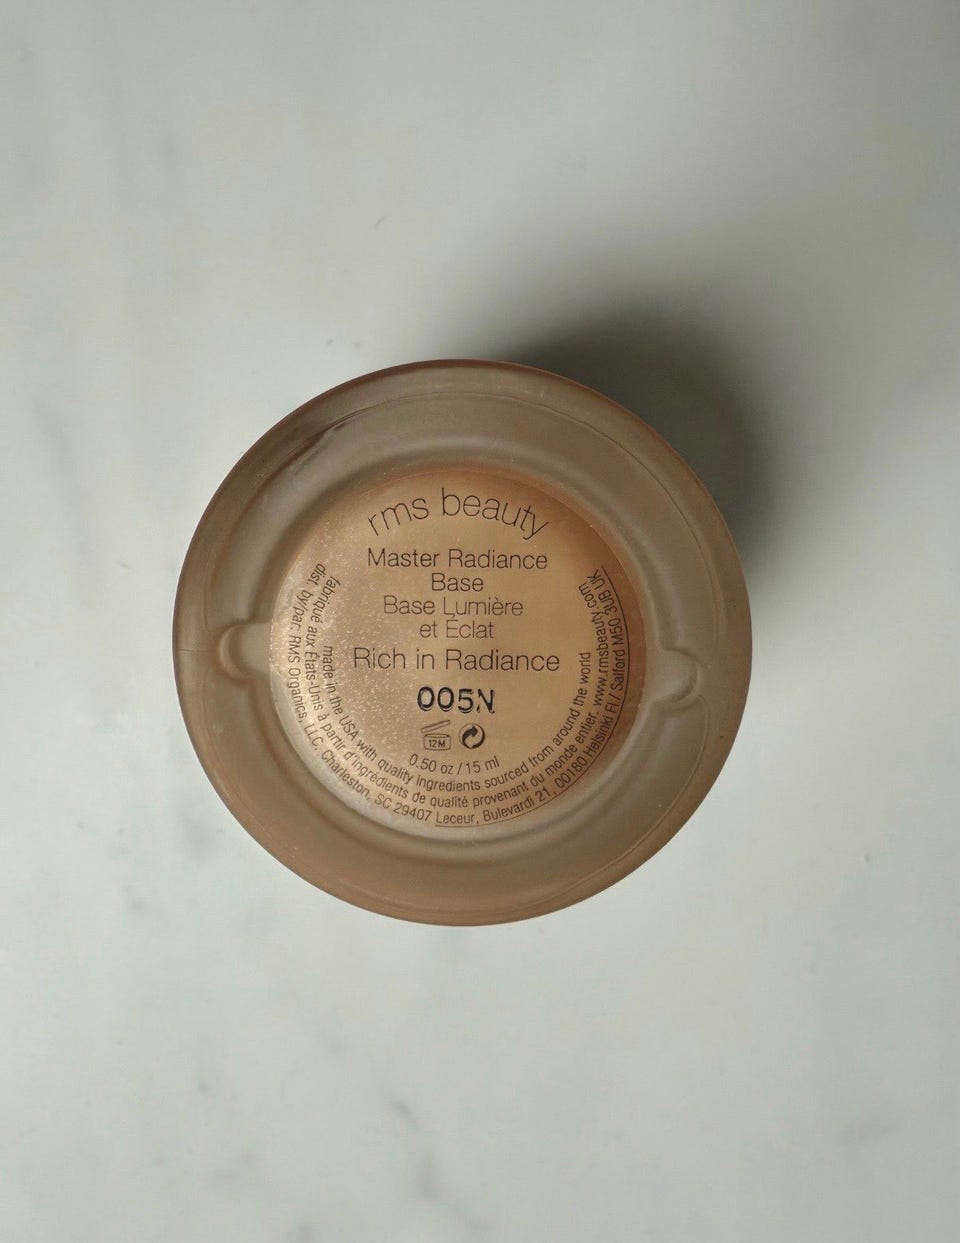 rms beauty
Master Radiance
Base
Base Lumière
et Éclat
Rich in Radiance
005N
12M
0.50 oz / 15 ml
made in the USA with quality ingredients sourced from around the world
fabriqué aux États-Unis à partir d'ingrédients de qualité provenant du monde entier. www.rmsbeauty.com
dist. by/par: RMS Organics, LLC, Charleston, SC 29407 Leceur, Bulevardi 21, 00180 Helsinki FI / Salford M50 3UB UK